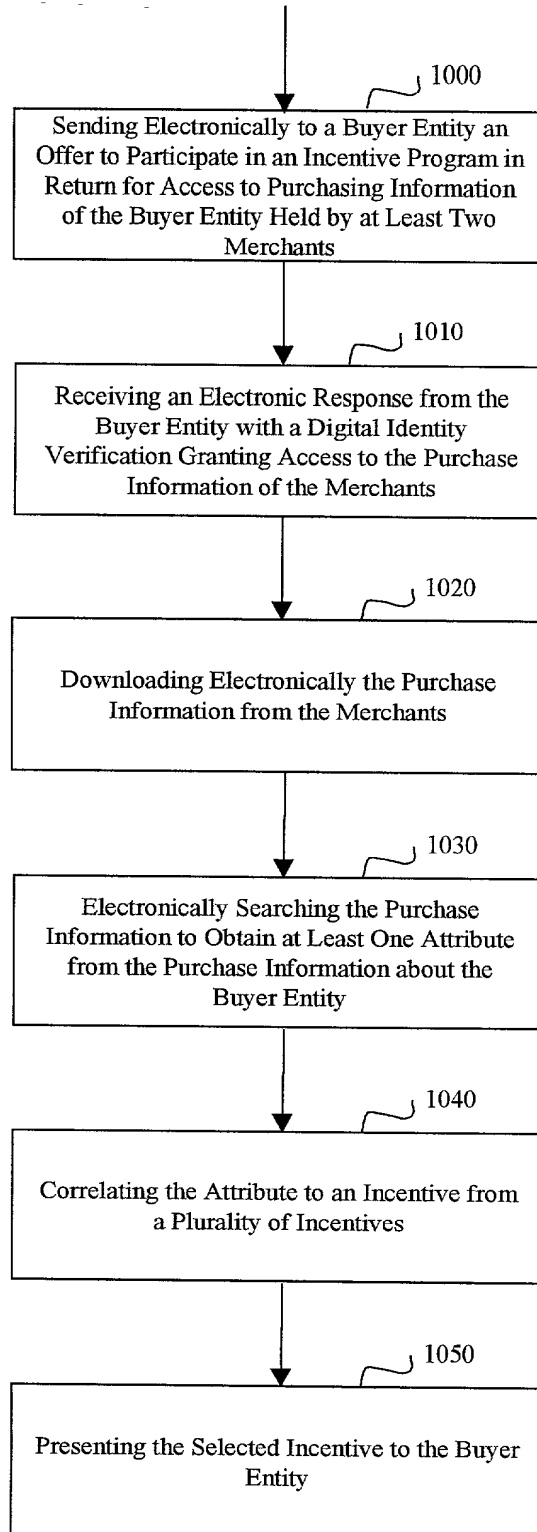 1000
Sending Electronically to a Buyer Entity an
Offer to Participate in an Incentive Program in
Return for Access to Purchasing Information
of the Buyer Entity Held by at Least Two
Merchants
1010
Receiving an Electronic Response from the
Buyer Entity with a Digital Identity
Verification Granting Access to the Purchase
Information of the Merchants
1020
Downloading Electronically the Purchase
Information from the Merchants
1030
Electronically Searching the Purchase
Information to Obtain at Least One Attribute
from the Purchase Information about the
Buyer Entity
1040
Correlating the Attribute to an Incentive from
a Plurality of Incentives
1050
Presenting the Selected Incentive to the Buyer
Entity